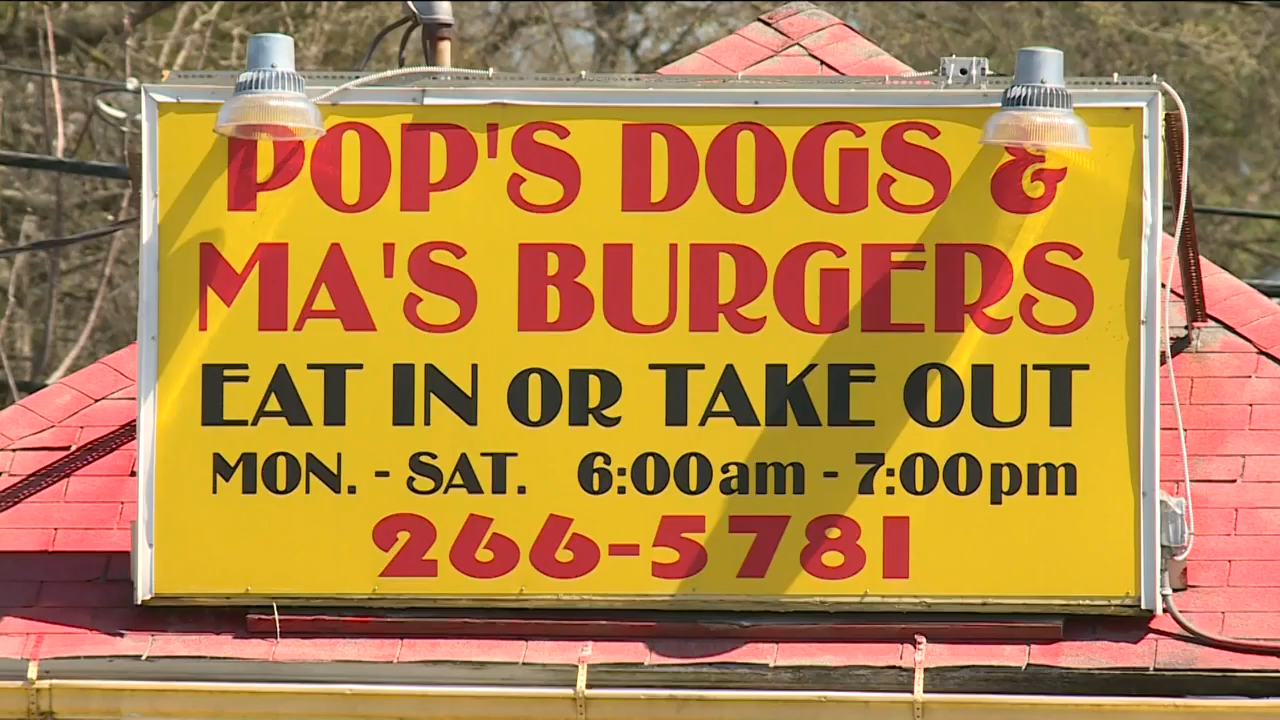 POP'S DOGS &
MA'S BURGERS
EAT IN OR TAKE OUT
MON. - SAT. 6:00am - 7:00pm
266-5781